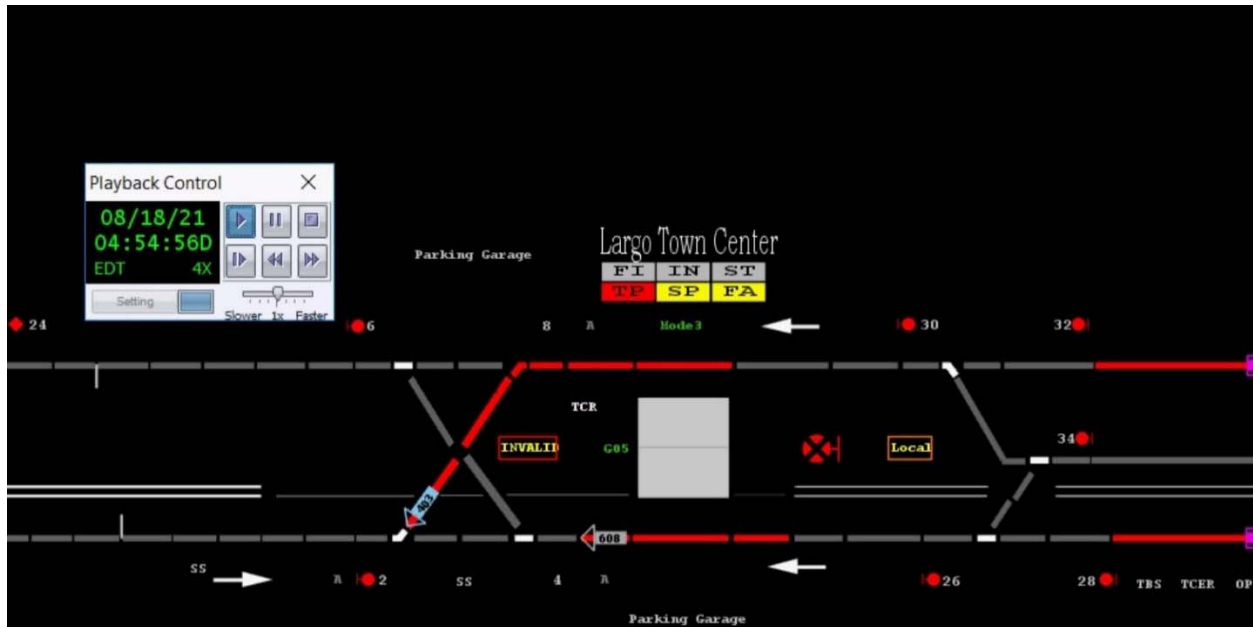 Playback Control
08/18/21
04:54:56D
EDT 4X
Setting
Slower 1x Faster
Parking Garage
Largo Town Center
FI IN ST
TP SP FA
24
6
8 A Mode3
30
32
TCR
INVALID G05
Local
34
403
608
SS
A 2 SS 4 A
26
28 TBS TCER OP
Parking Garage